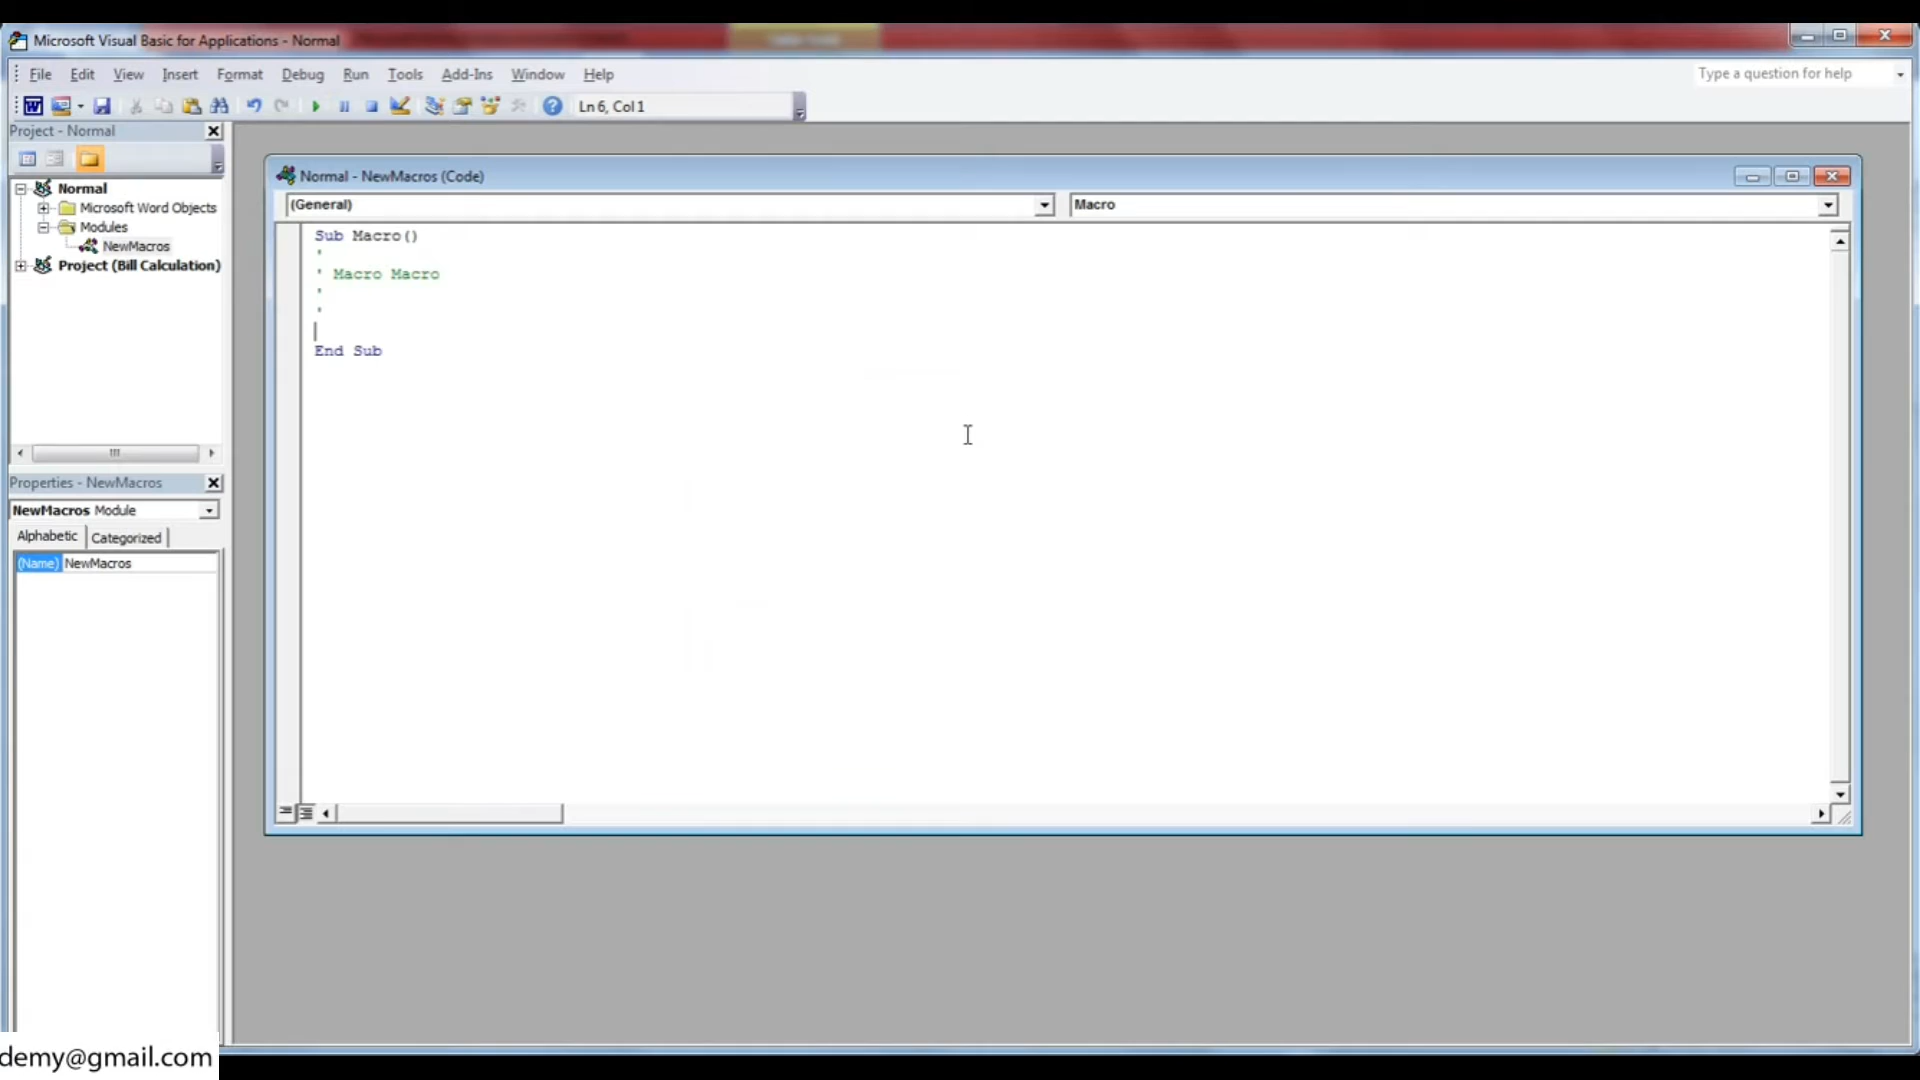 Microsoft Visual Basic for Applications - Normal
File Edit View Insert Format Debug Run Tools Add-Ins Window Help
Type a question for help
Ln 6, Col 1
Project - Normal
Normal
Microsoft Word Objects
Modules
NewMacros
Project (Bill Calculation)
Normal - NewMacros (Code)
(General)
Macro
Sub Macro()
'
' Macro Macro
'
'
End Sub
Properties - NewMacros
NewMacros Module
Alphabetic Categorized
(Name) NewMacros
demy@gmail.com